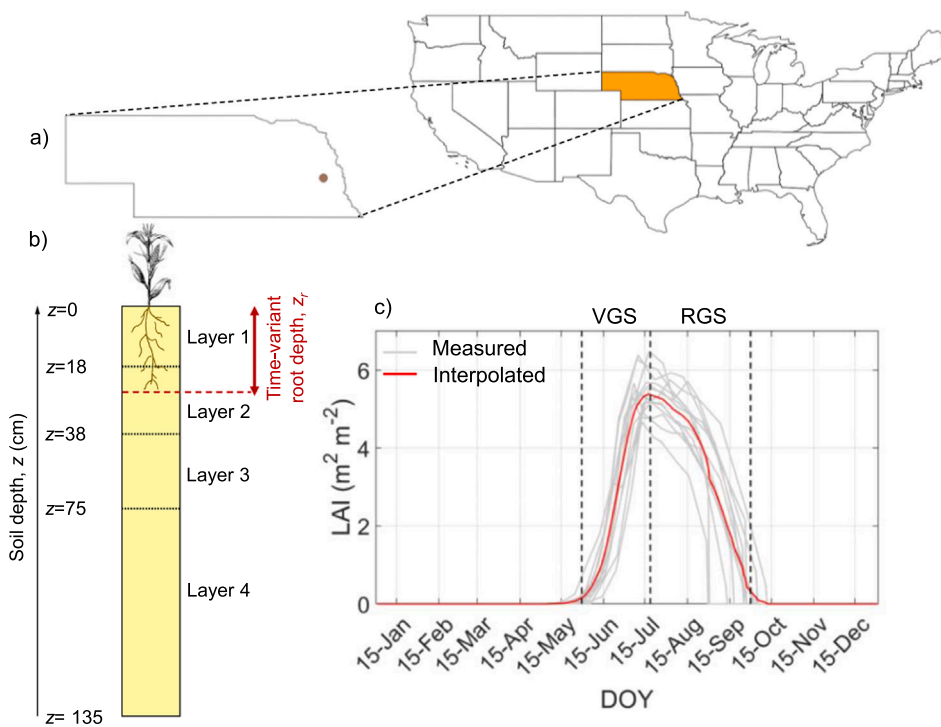 a)
b)
z=0
z=18
z=38
z=75
z= 135
Soil depth, z (cm)
Layer 1
Layer 2
Layer 3
Layer 4
Time-variant
root depth, zr
c)
VGS
RGS
Measured
Interpolated
6
4
2
0
LAI (m² m⁻²)
15-Jan
15-Feb
15-Mar
15-Apr
15-May
15-Jun
15-Jul
15-Aug
15-Sep
15-Oct
15-Nov
15-Dec
DOY